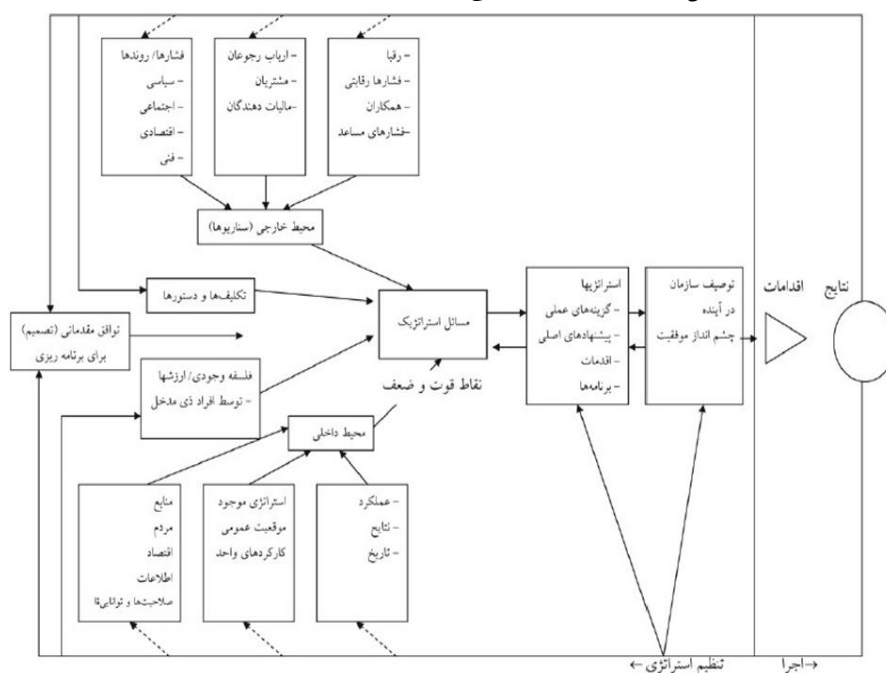 فشارها/ روندها
– سیاسی
– اجتماعی
– اقتصادی
– فنی
– ارباب رجوعان
– مشتریان
–مالیات دهندگان
– رقبا
– فشارها رقابتی
– همکاران
–فشارهای مساعد
محیط خارجی (سناریوها)
تکلیف‌ها و دستورها
توافق مقدماتی (تصمیم)
برای برنامه ریزی
فلسفه وجودی/ ارزشها
– توسط افراد ذی مدخل
مسائل استراتژیک
نقاط قوت و ضعف
محیط داخلی
استراتژیها
– گزینه‌های عملی
– پیشنهادهای اصلی
– اقدمات
– برنامه‌ها
توصیف سازمان
در آینده
چشم انداز موفقیت
اقدامات
نتایج
منابع
مردم
اقتصاد
اطلاعات
صلاحیت‌ها و توانایی‌ها
استراتژی موجود
موقعیت عمومی
کارکردهای واحد
– عملکرد
– نتایج
– تاریخ
تنظیم استراتژی ←
→اجرا